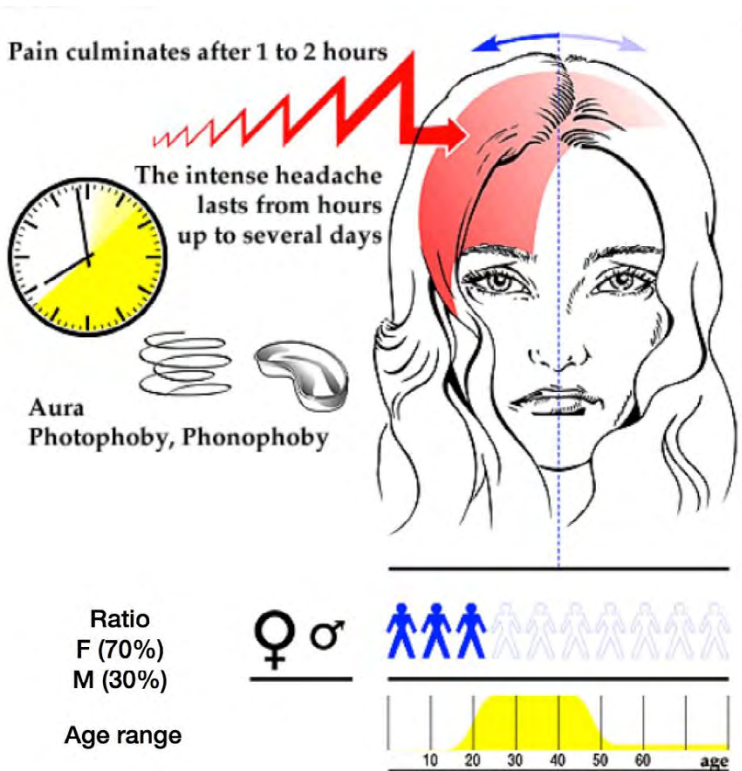 Pain culminates after 1 to 2 hours
The intense headache
lasts from hours
up to several days
Aura
Photophoby, Phonophoby
Ratio
F (70%)
M (30%)
Age range
10 20 30 40 50 60 age